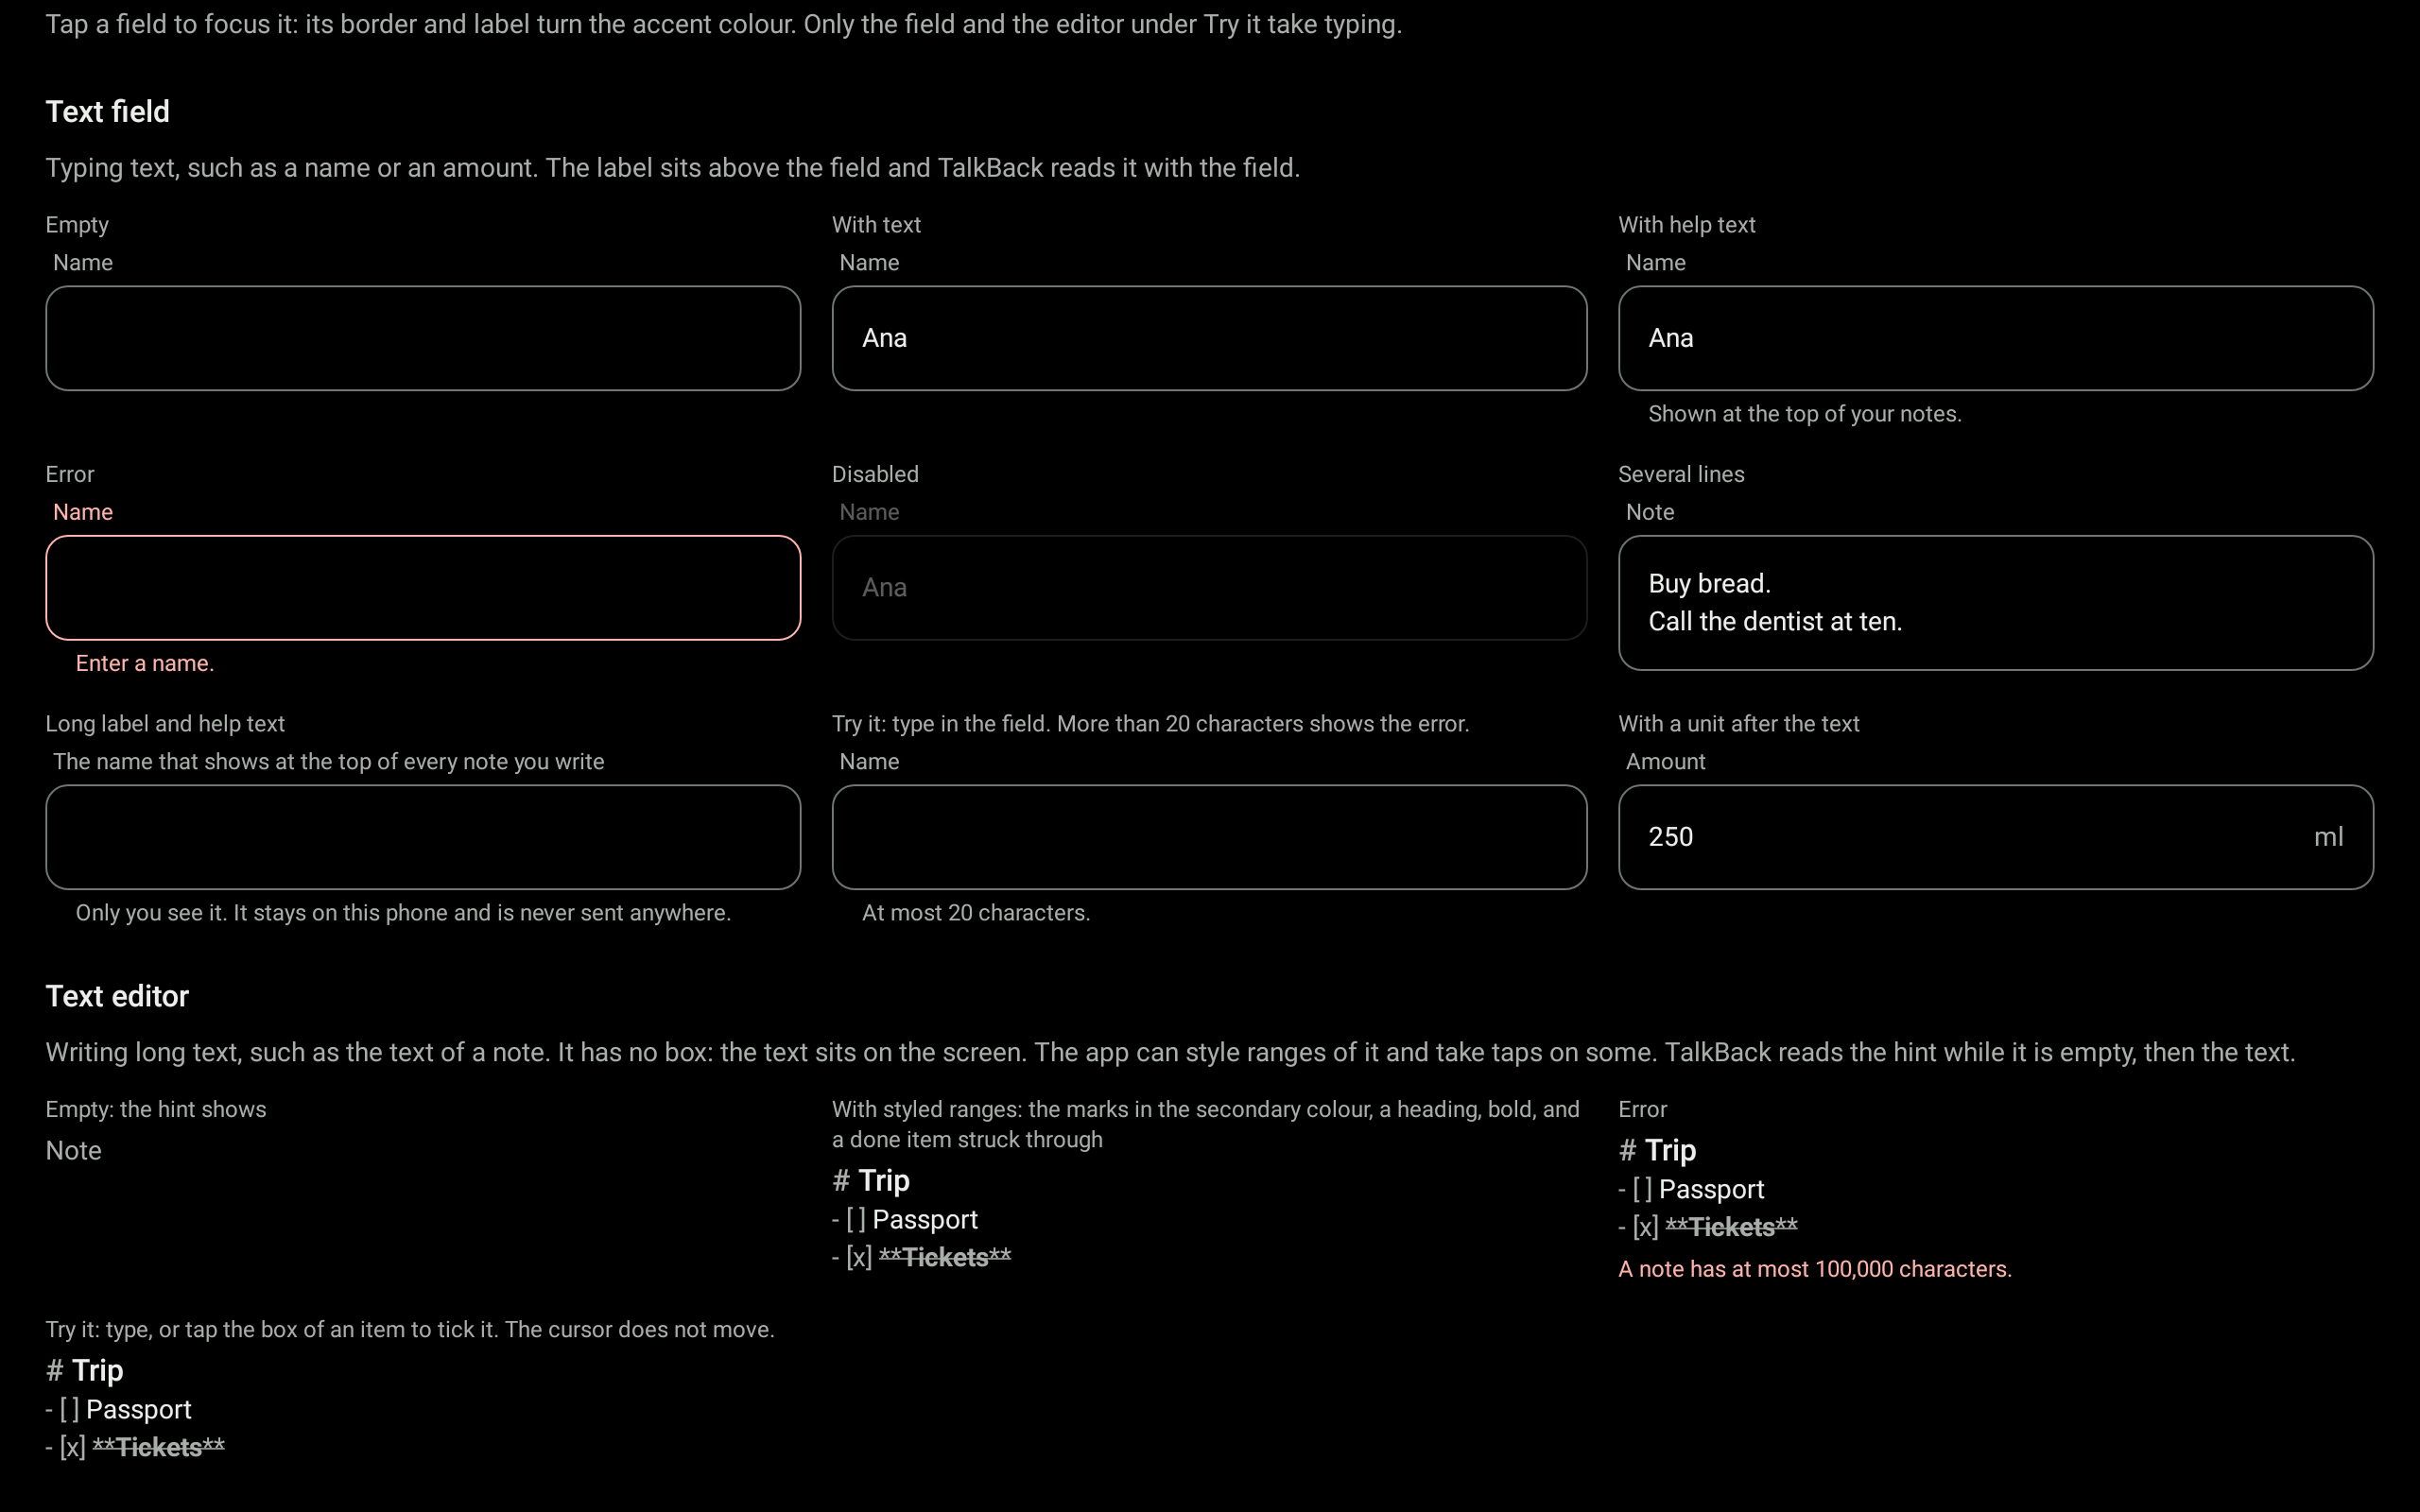 Tap a field to focus it: its border and label turn the accent colour. Only the field and the editor under Try it take typing.
Text field
Typing text, such as a name or an amount. The label sits above the field and TalkBack reads it with the field.
Empty
Name
With text
Name
Ana
With help text
Name
Ana
Shown at the top of your notes.
Error
Name
Enter a name.
Disabled
Name
Ana
Several lines
Note
Buy bread.
Call the dentist at ten.
Long label and help text
The name that shows at the top of every note you write
Only you see it. It stays on this phone and is never sent anywhere.
Try it: type in the field. More than 20 characters shows the error.
Name
At most 20 characters.
With a unit after the text
Amount
250 ml
Text editor
Writing long text, such as the text of a note. It has no box: the text sits on the screen. The app can style ranges of it and take taps on some. TalkBack reads the hint while it is empty, then the text.
Empty: the hint shows
Note
With styled ranges: the marks in the secondary colour, a heading, bold, and
a done item struck through
# Trip
- [ ] Passport
- [x] **Tickets**
Error
# Trip
- [ ] Passport
- [x] **Tickets**
A note has at most 100,000 characters.
Try it: type, or tap the box of an item to tick it. The cursor does not move.
# Trip
- [ ] Passport
- [x] **Tickets**